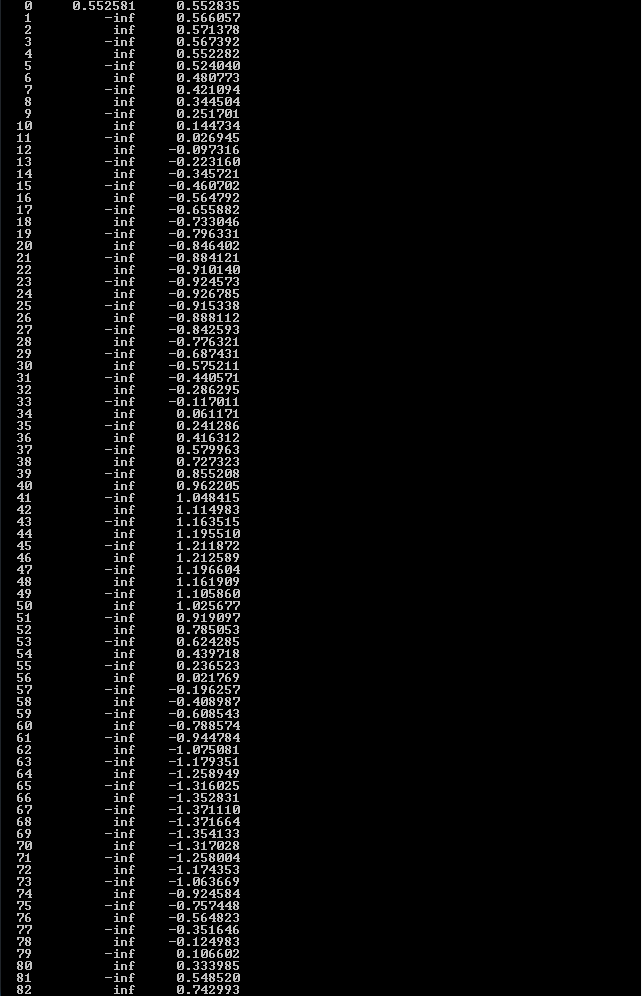 0 0.552581 0.552835
1 -inf 0.566057
2 inf 0.571378
3 -inf 0.567392
4 inf 0.552282
5 -inf 0.524040
6 inf 0.480773
7 -inf 0.421094
8 inf 0.344504
9 -inf 0.251701
10 inf 0.144734
11 -inf 0.026945
12 inf -0.097316
13 -inf -0.223160
14 inf -0.345721
15 -inf -0.460702
16 inf -0.564792
17 -inf -0.655882
18 inf -0.733046
19 -inf -0.796331
20 inf -0.846402
21 -inf -0.884121
22 inf -0.910140
23 -inf -0.924573
24 inf -0.926785
25 -inf -0.915338
26 inf -0.888112
27 -inf -0.842593
28 inf -0.776321
29 -inf -0.687431
30 inf -0.575211
31 -inf -0.440571
32 inf -0.286295
33 -inf -0.117011
34 inf 0.061171
35 -inf 0.241286
36 inf 0.416312
37 -inf 0.579963
38 inf 0.727323
39 -inf 0.855208
40 inf 0.962205
41 -inf 1.048415
42 inf 1.114983
43 -inf 1.163515
44 inf 1.195510
45 -inf 1.211872
46 inf 1.212589
47 -inf 1.196604
48 inf 1.161909
49 -inf 1.105860
50 inf 1.025677
51 -inf 0.919097
52 inf 0.785053
53 -inf 0.624285
54 inf 0.439718
55 -inf 0.236523
56 inf 0.021769
57 -inf -0.196257
58 inf -0.408987
59 -inf -0.608543
60 inf -0.788574
61 -inf -0.944784
62 inf -1.075081
63 -inf -1.179351
64 inf -1.258949
65 -inf -1.316025
66 inf -1.352831
67 -inf -1.371110
68 inf -1.371664
69 -inf -1.354133
70 inf -1.317028
71 -inf -1.258004
72 inf -1.174353
73 -inf -1.063669
74 inf -0.924584
75 -inf -0.757448
76 inf -0.564823
77 -inf -0.351646
78 inf -0.124983
79 -inf 0.106602
80 inf 0.333985
81 -inf 0.548520
82 inf 0.742993